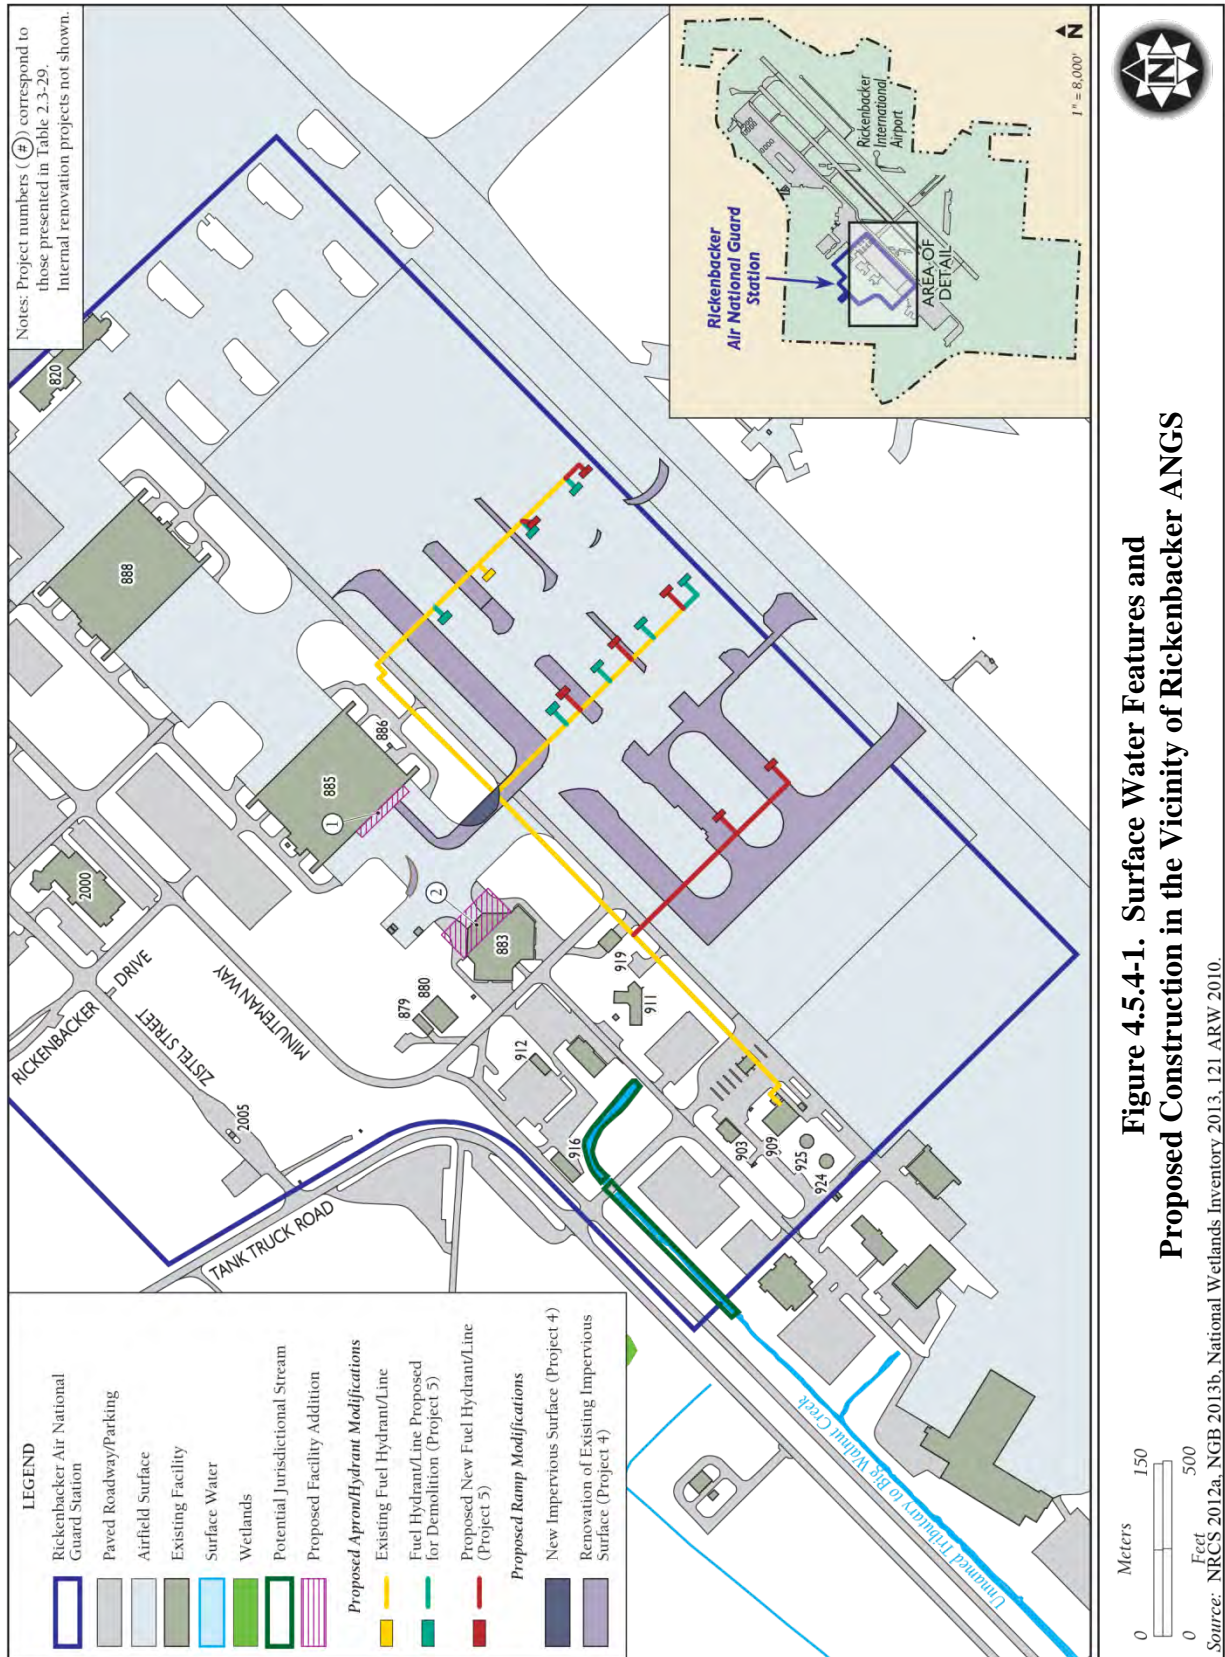 Notes: Project numbers (#) correspond to
those presented in Table 2.3-29.
Internal renovation projects not shown.
LEGEND
Rickenbacker Air National
Guard Station
Paved Roadway/Parking
Airfield Surface
Existing Facility
Surface Water
Wetlands
Potential Jurisdictional Stream
Proposed Facility Addition
Proposed Apron/Hydrant Modifications
Existing Fuel Hydrant/Line
Fuel Hydrant/Line Proposed
for Demolition (Project 5)
Proposed New Fuel Hydrant/Line
(Project 5)
Proposed Ramp Modifications
New Impervious Surface (Project 4)
Renovation of Existing Impervious
Surface (Project 4)
RICKENBACKER DRIVE
ZISTEL STREET
MINUTEMAN WAY
TANK TRUCK ROAD
820
888
2000
885
886
1
2
883
2005
879
880
912
919
911
916
903
909
925
924
Unnamed Tributary to Big Walnut Creek
Rickenbacker
Air National Guard
Station
Rickenbacker
International
Airport
AREA OF
DETAIL
N
1" = 8,000'
N
Meters
0 150
0 500
Feet
Figure 4.5.4-1. Surface Water Features and
Proposed Construction in the Vicinity of Rickenbacker ANGS
Source: NRCS 2012a, NGB 2013b, National Wetlands Inventory 2013, 121 ARW 2010.